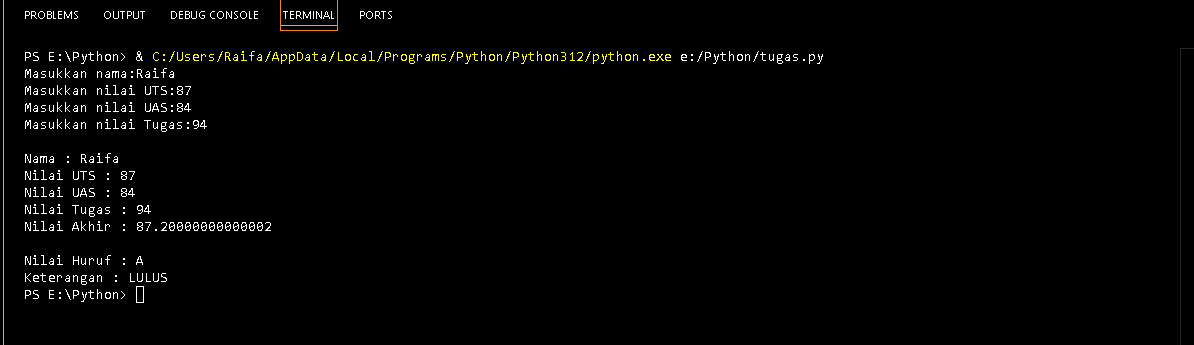 PROBLEMS OUTPUT DEBUG CONSOLE TERMINAL PORTS
PS E:\Python> & C:/Users/Raifa/AppData/Local/Programs/Python/Python312/python.exe e:/Python/tugas.py
Masukkan nama:Raifa
Masukkan nilai UTS:87
Masukkan nilai UAS:84
Masukkan nilai Tugas:94
Nama : Raifa
Nilai UTS : 87
Nilai UAS : 84
Nilai Tugas : 94
Nilai Akhir : 87.20000000000002
Nilai Huruf : A
Keterangan : LULUS
PS E:\Python>